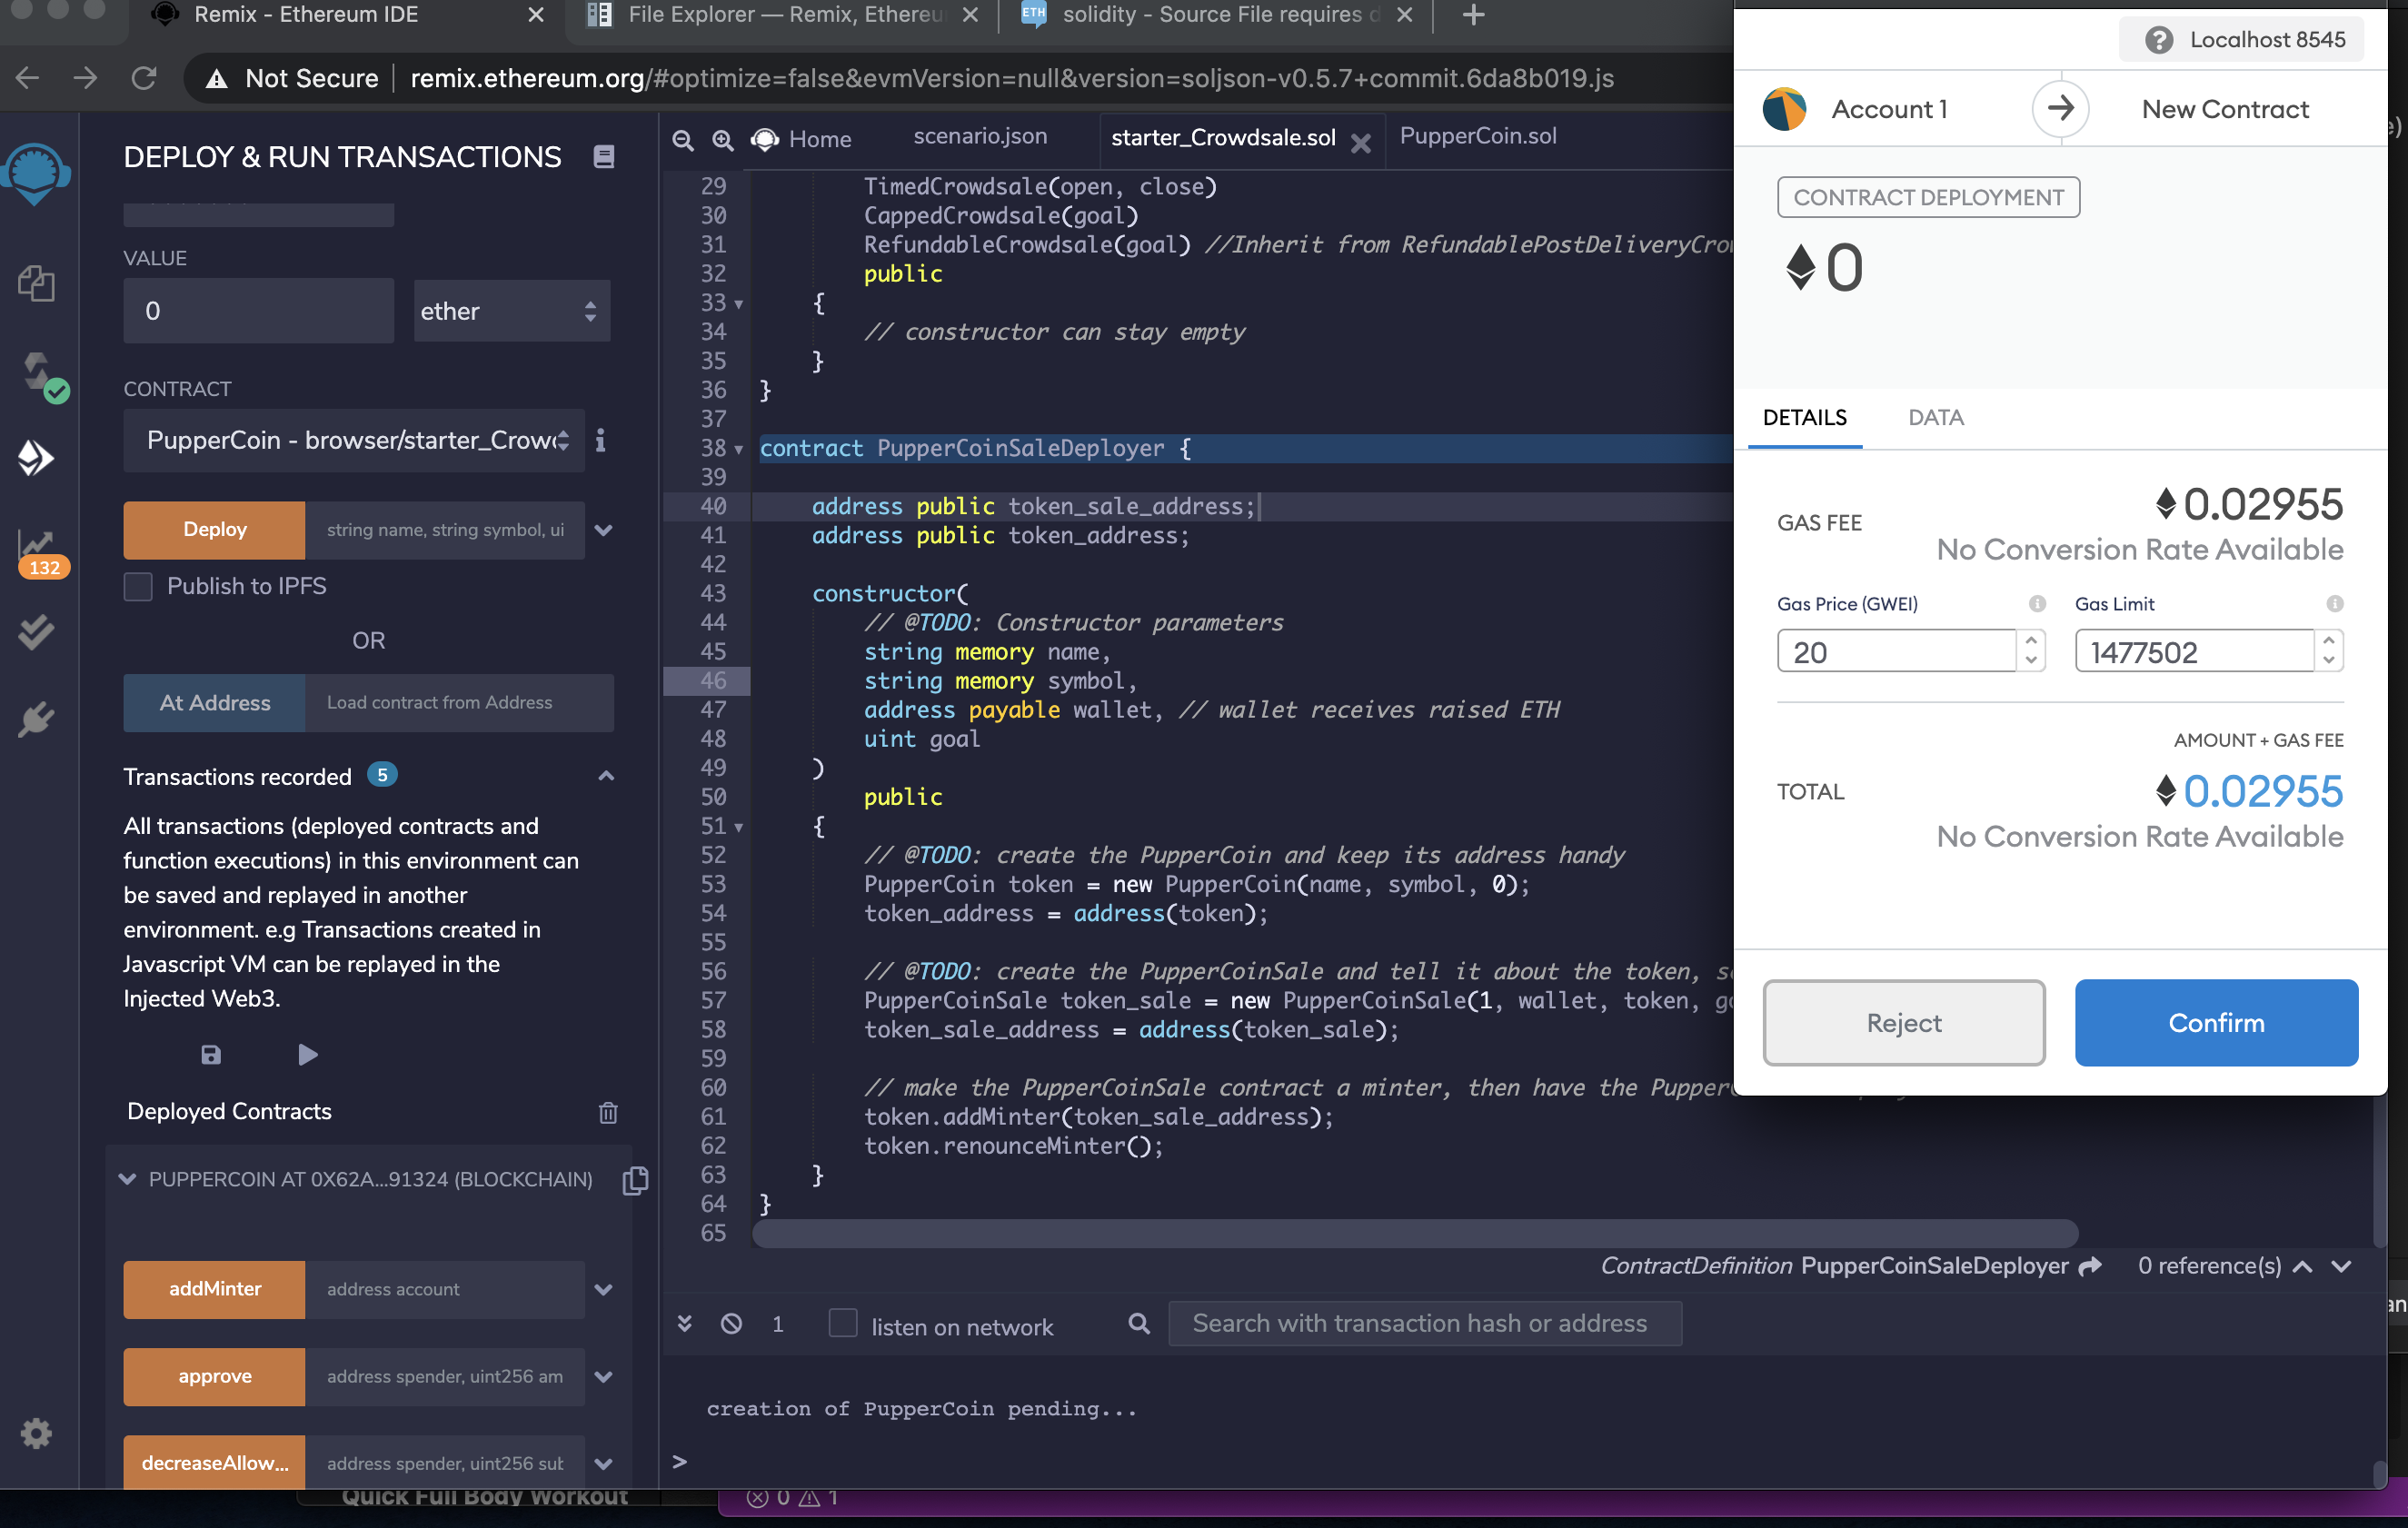 Remix - Ethereum IDE
File Explorer — Remix, Ethereu
ETH
solidity - Source File requires d
Not Secure
remix.ethereum.org/#optimize=false&evmVersion=null&version=soljson-v0.5.7+commit.6da8b019.js
DEPLOY & RUN TRANSACTIONS
VALUE
0
ether
CONTRACT
PupperCoin - browser/starter_Crow
i
Deploy
string name, string symbol, ui
Publish to IPFS
132
OR
At Address
Load contract from Address
Transactions recorded 5
All transactions (deployed contracts and
function executions) in this environment can
be saved and replayed in another
environment. e.g Transactions created in
Javascript VM can be replayed in the
Injected Web3.
Deployed Contracts
PUPPERCOIN AT 0X62A...91324 (BLOCKCHAIN)
addMinter
address account
approve
address spender, uint256 am
decreaseAllow...
address spender, uint256 sub
Home
scenario.json
starter_Crowdsale.sol
PupperCoin.sol
29 TimedCrowdsale(open, close)
30 CappedCrowdsale(goal)
31 RefundableCrowdsale(goal) //Inherit from RefundablePostDeliveryCrow
32 public
33 {
34 // constructor can stay empty
35 }
36 }
37
38 contract PupperCoinSaleDeployer {
39
40 address public token_sale_address;
41 address public token_address;
42
43 constructor(
44 // @TODO: Constructor parameters
45 string memory name,
46 string memory symbol,
47 address payable wallet, // wallet receives raised ETH
48 uint goal
49 )
50 public
51 {
52 // @TODO: create the PupperCoin and keep its address handy
53 PupperCoin token = new PupperCoin(name, symbol, 0);
54 token_address = address(token);
55
56 // @TODO: create the PupperCoinSale and tell it about the token, s
57 PupperCoinSale token_sale = new PupperCoinSale(1, wallet, token, go
58 token_sale_address = address(token_sale);
59
60 // make the PupperCoinSale contract a minter, then have the Pupper
61 token.addMinter(token_sale_address);
62 token.renounceMinter();
63 }
64 }
65
ContractDefinition PupperCoinSaleDeployer
0 reference(s)
1
listen on network
Search with transaction hash or address
creation of PupperCoin pending...
>
Localhost 8545
Account 1
New Contract
CONTRACT DEPLOYMENT
0
DETAILS
DATA
GAS FEE
0.02955
No Conversion Rate Available
Gas Price (GWEI)
Gas Limit
20
1477502
AMOUNT + GAS FEE
TOTAL
0.02955
No Conversion Rate Available
Reject
Confirm
Quick Full Body Workout
0 1